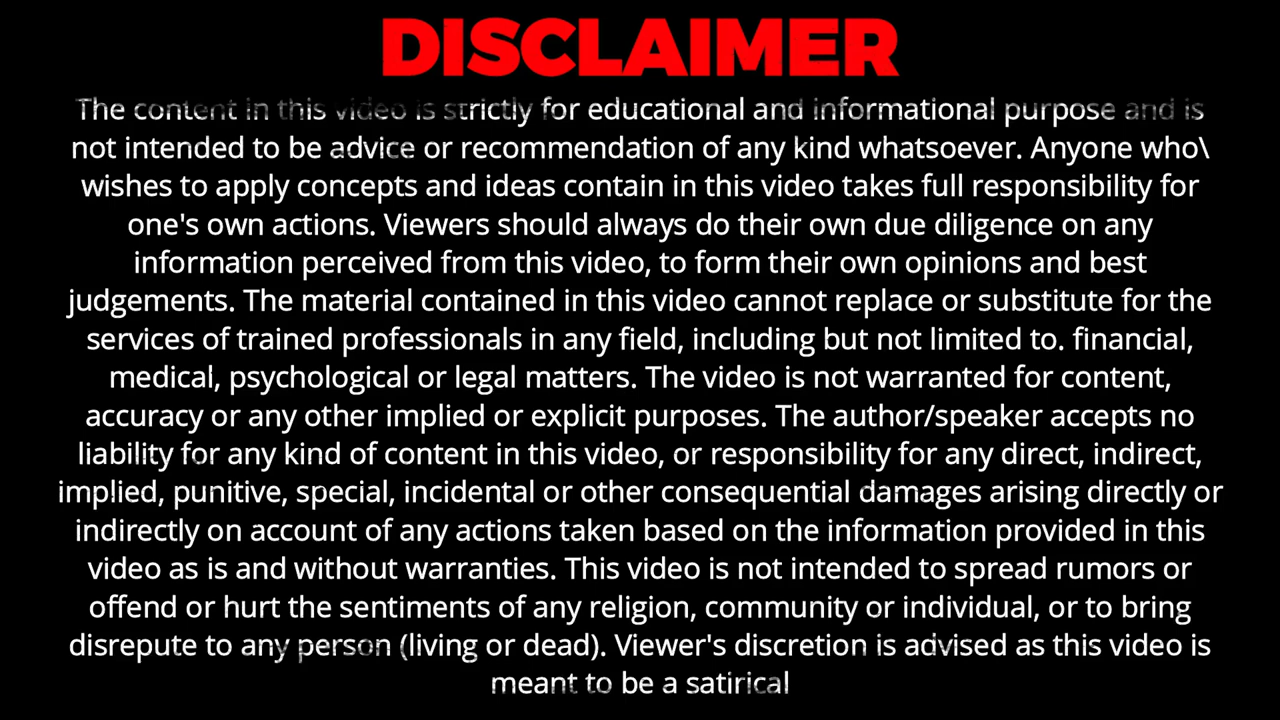 DISCLAIMER
The content in this video is strictly for educational and informational purpose and is
not intended to be advice or recommendation of any kind whatsoever. Anyone who\
wishes to apply concepts and ideas contain in this video takes full responsibility for
one's own actions. Viewers should always do their own due diligence on any
information perceived from this video, to form their own opinions and best
judgements. The material contained in this video cannot replace or substitute for the
services of trained professionals in any field, including but not limited to. financial,
medical, psychological or legal matters. The video is not warranted for content,
accuracy or any other implied or explicit purposes. The author/speaker accepts no
liability for any kind of content in this video, or responsibility for any direct, indirect,
implied, punitive, special, incidental or other consequential damages arising directly or
indirectly on account of any actions taken based on the information provided in this
video as is and without warranties. This video is not intended to spread rumors or
offend or hurt the sentiments of any religion, community or individual, or to bring
disrepute to any person (living or dead). Viewer's discretion is advised as this video is
meant to be a satirical